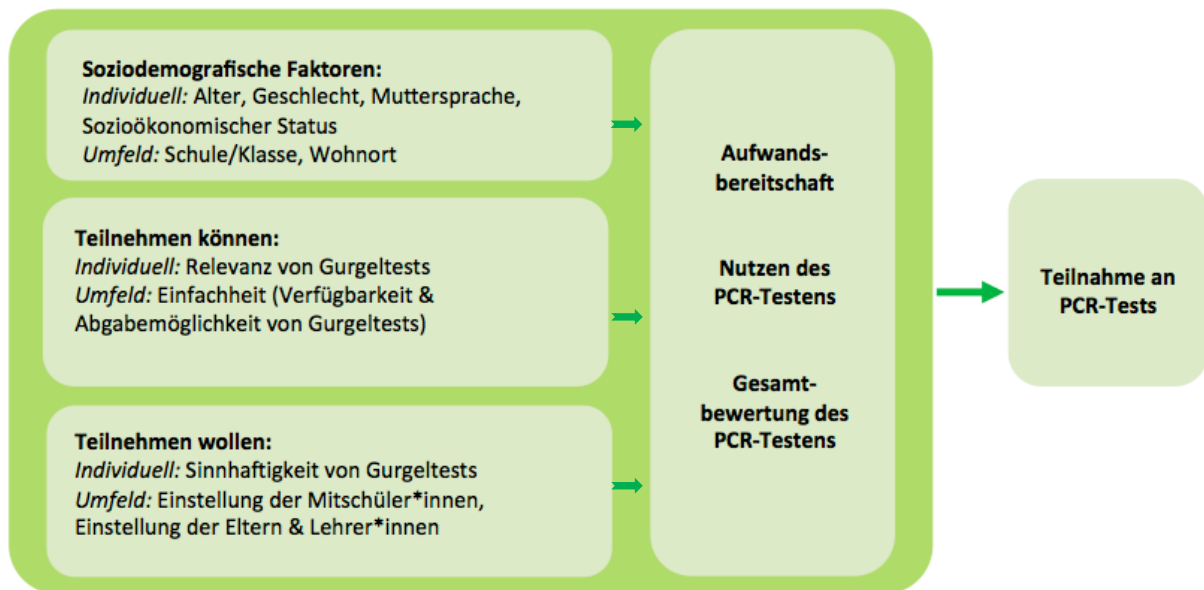 Soziodemografische Faktoren:
Individuell: Alter, Geschlecht, Muttersprache,
Sozioökonomischer Status
Umfeld: Schule/Klasse, Wohnort
Teilnehmen können:
Individuell: Relevanz von Gurgeltests
Umfeld: Einfachheit (Verfügbarkeit &
Abgabemöglichkeit von Gurgeltests)
Teilnehmen wollen:
Individuell: Sinnhaftigkeit von Gurgeltests
Umfeld: Einstellung der Mitschüler*innen,
Einstellung der Eltern & Lehrer*innen
Aufwands-
bereitschaft
Nutzen des
PCR-Testens
Gesamt-
bewertung des
PCR-Testens
Teilnahme an
PCR-Tests